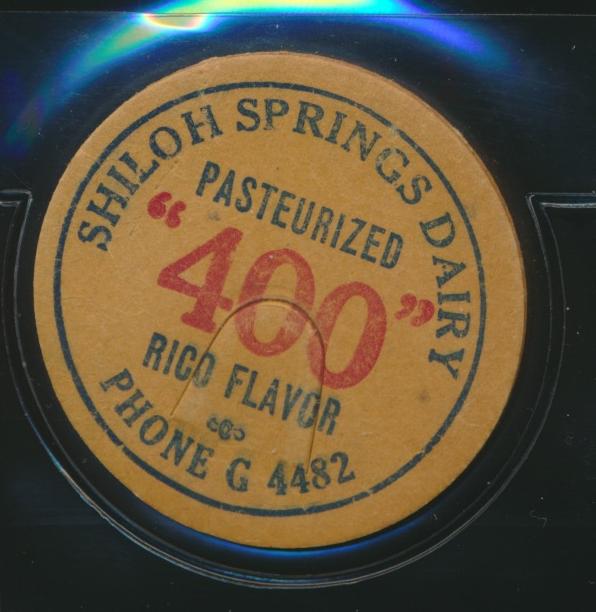 SHILOH SPRINGS DAIRY
PASTEURIZED
"400"
RICO FLAVOR
PHONE G 4482